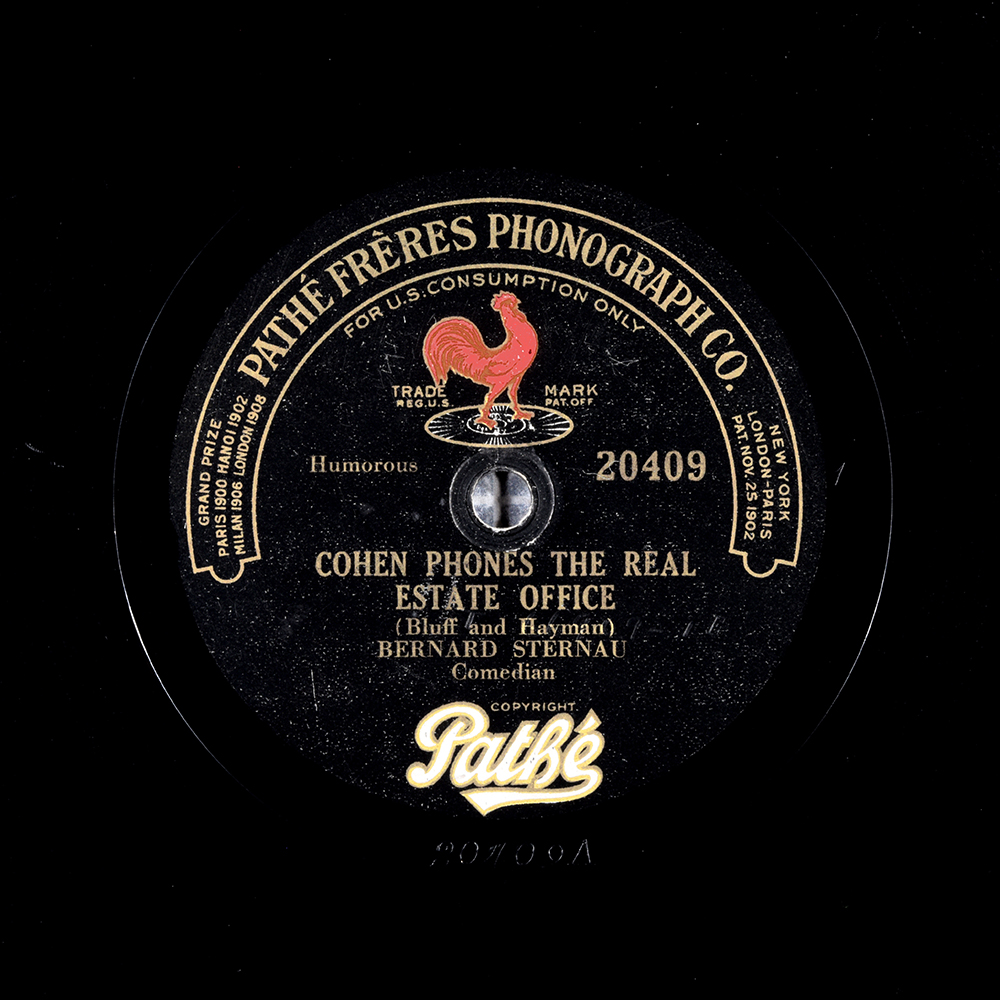 PATHÉ FRÈRES PHONOGRAPH CO.
FOR U.S. CONSUMPTION ONLY
GRAND PRIZE
PARIS 1900 HANOI 1902
MILAN 1906 LONDON 1908
NEW YORK
LONDON-PARIS
PAT. NOV. 25 1902
TRADE MARK
REG. U.S. PAT. OFF
Humorous 20409
COHEN PHONES THE REAL
ESTATE OFFICE
(Bluff and Hayman)
BERNARD STERNAU
Comedian
COPYRIGHT.
Pathé